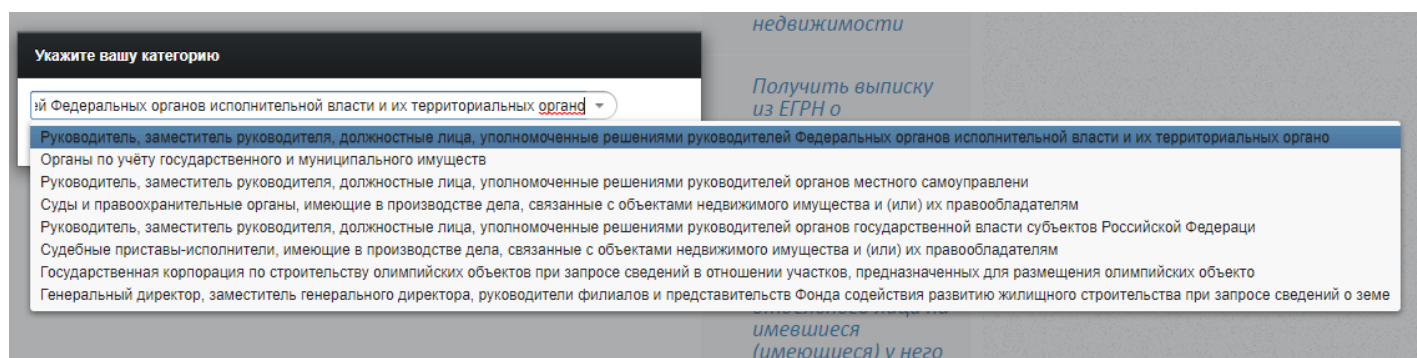 недвижимости
Укажите вашу категорию
Получить выписку
из ЕГРН о
ей Федеральных органов исполнительной власти и их территориальных органо
Руководитель, заместитель руководителя, должностные лица, уполномоченные решениями руководителей Федеральных органов исполнительной власти и их территориальных органо
Органы по учёту государственного и муниципального имуществ
Руководитель, заместитель руководителя, должностные лица, уполномоченные решениями руководителей органов местного самоуправлени
Суды и правоохранительные органы, имеющие в производстве дела, связанные с объектами недвижимого имущества и (или) их правообладателям
Руководитель, заместитель руководителя, должностные лица, уполномоченные решениями руководителей органов государственной власти субъектов Российской Федераци
Судебные приставы-исполнители, имеющие в производстве дела, связанные с объектами недвижимого имущества и (или) их правообладателям
Государственная корпорация по строительству олимпийских объектов при запросе сведений в отношении участков, предназначенных для размещения олимпийских объекто
Генеральный директор, заместитель генерального директора, руководители филиалов и представительств Фонда содействия развитию жилищного строительства при запросе сведений о земе
имевшиеся
(имеющиеся) у него